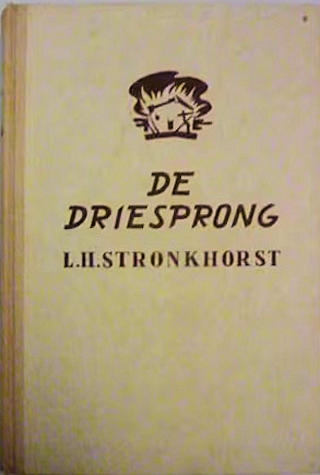 DE
DRIESPRONG
L.H. STRONKHORST